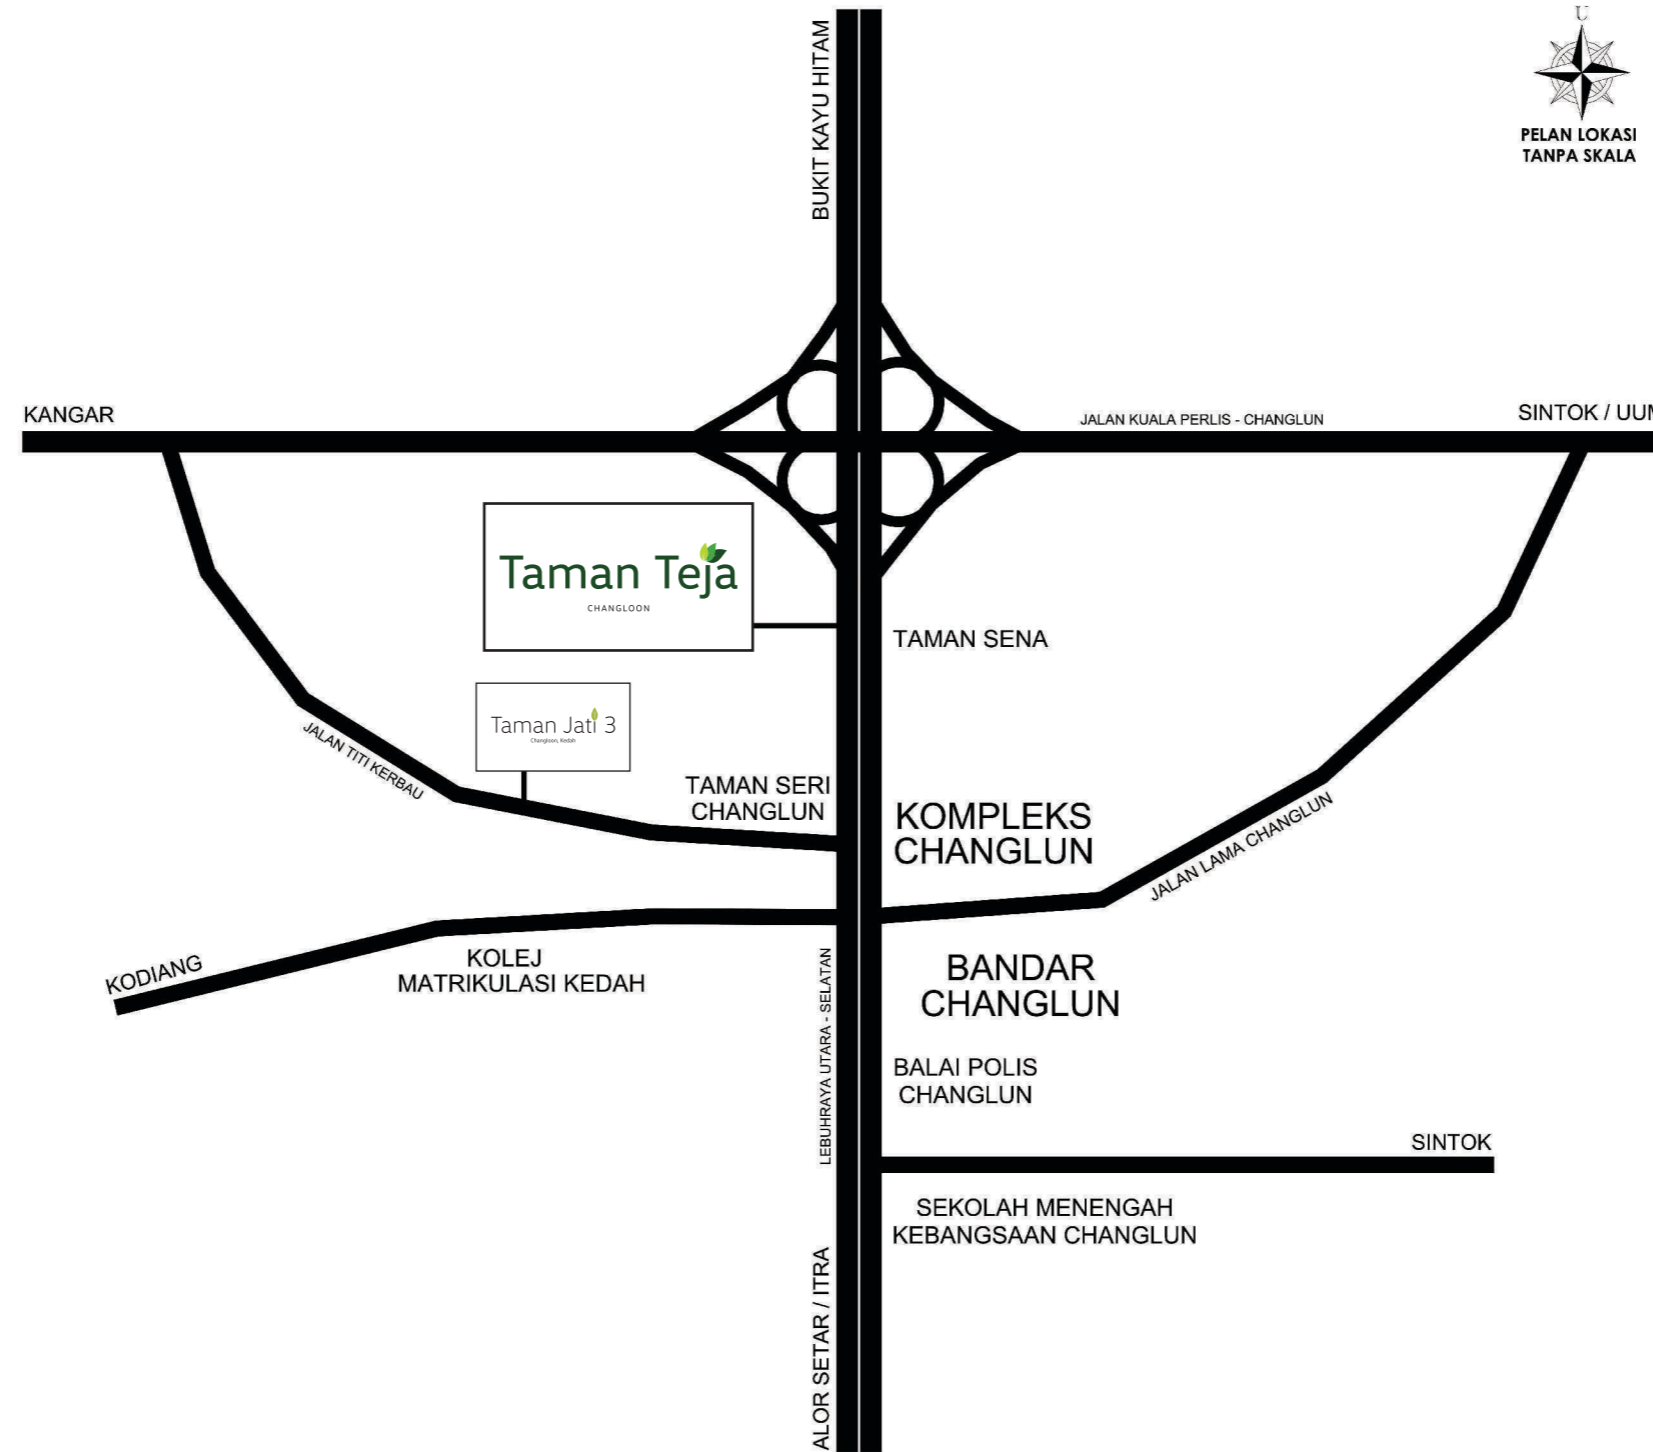 U
PELAN LOKASI
TANPA SKALA
BUKIT KAYU HITAM
KANGAR
JALAN KUALA PERLIS - CHANGLUN
SINTOK / UUM
Taman Teja
CHANGLOON
TAMAN SENA
Taman Jati 3
Changloon, Kedah
JALAN TITI KERBAU
TAMAN SERI
CHANGLUN
KOMPLEKS
CHANGLUN
JALAN LAMA CHANGLUN
KODIANG
KOLEJ
MATRIKULASI KEDAH
LEBUHRAYA UTARA - SELATAN
BANDAR
CHANGLUN
BALAI POLIS
CHANGLUN
SINTOK
SEKOLAH MENENGAH
KEBANGSAAN CHANGLUN
ALOR SETAR / ITRA